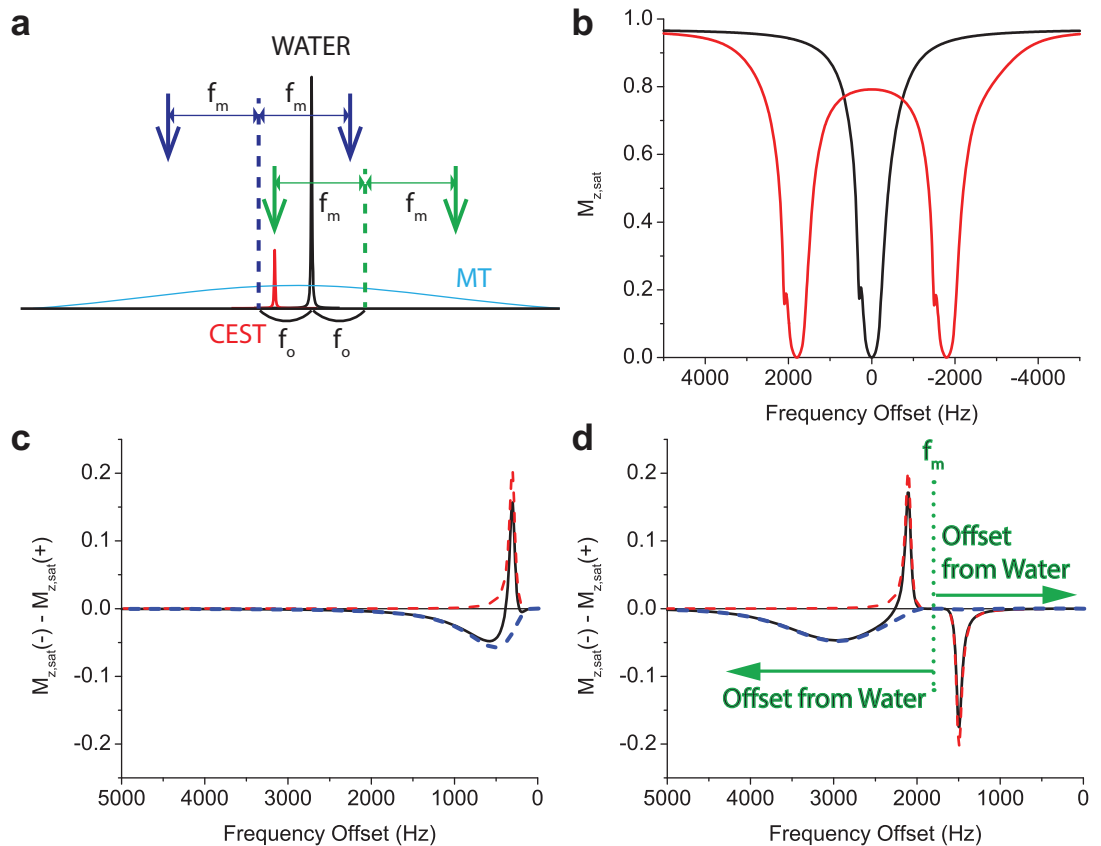 a
WATER
f_m
f_m
f_m
f_m
MT
CEST
f_o
f_o
b
M_z,sat
1.0
0.8
0.6
0.4
0.2
0.0
4000 2000 0 -2000 -4000
Frequency Offset (Hz)
c
M_z,sat(-) - M_z,sat(+)
0.2
0.1
0.0
-0.1
-0.2
5000 4000 3000 2000 1000 0
Frequency Offset (Hz)
d
M_z,sat(-) - M_z,sat(+)
0.2
0.1
0.0
-0.1
-0.2
f_m
Offset
from Water
Offset from Water
5000 4000 3000 2000 1000 0
Frequency Offset (Hz)